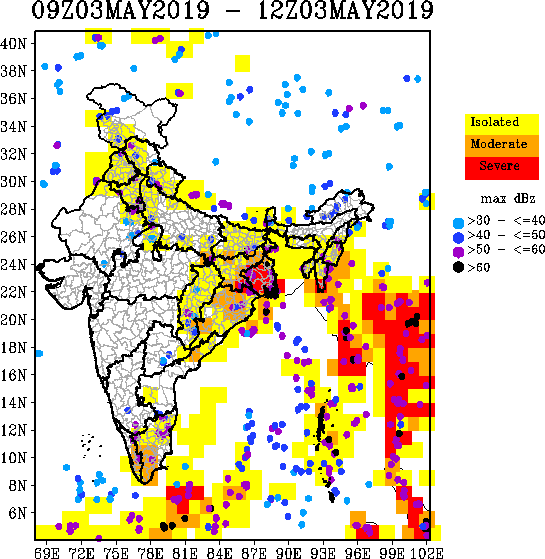 09Z03MAY2019 – 12Z03MAY2019
40N
38N
36N
34N
32N
30N
28N
26N
24N
22N
20N
18N
16N
14N
12N
10N
8N
6N
69E 72E 75E 78E 81E 84E 87E 90E 93E 96E 99E 102E
Isolated
Moderate
Severe
max dBz
>30 – <=40
>40 – <=50
>50 – <=60
>60